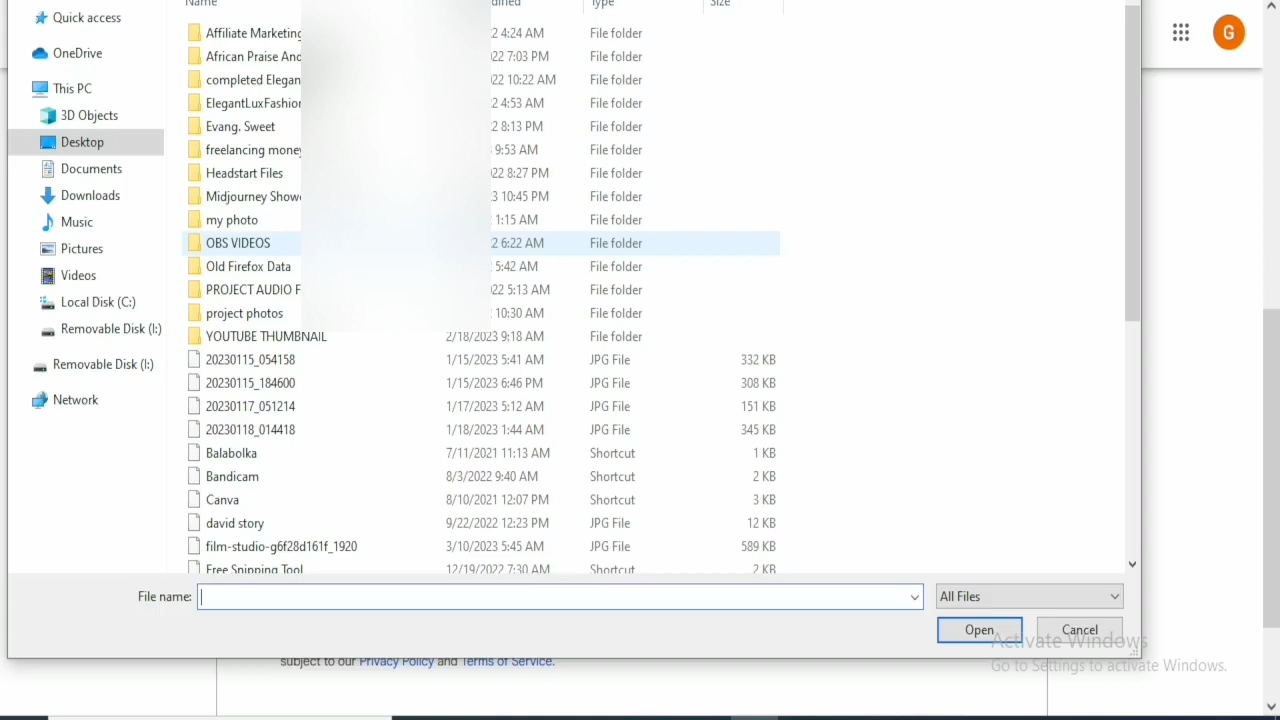 Name dified Type Size
Quick access
OneDrive
This PC
3D Objects
Desktop
Documents
Downloads
Music
Pictures
Videos
Local Disk (C:)
Removable Disk (I:)
Removable Disk (I:)
Network
Affiliate Marketing 2 4:24 AM File folder
African Praise And 22 7:03 PM File folder
completed Elegan 022 10:22 AM File folder
ElegantLuxFashion 2 4:53 AM File folder
Evang. Sweet 2 8:13 PM File folder
freelancing money 9:53 AM File folder
Headstart Files 22 8:27 PM File folder
Midjourney Show 3 10:45 PM File folder
my photo 1:15 AM File folder
OBS VIDEOS 2 6:22 AM File folder
Old Firefox Data 5:42 AM File folder
PROJECT AUDIO F 22 5:13 AM File folder
project photos 10:30 AM File folder
YOUTUBE THUMBNAIL 2/18/2023 9:18 AM File folder
20230115_054158 1/15/2023 5:41 AM JPG File 332 KB
20230115_184600 1/15/2023 6:46 PM JPG File 308 KB
20230117_051214 1/17/2023 5:12 AM JPG File 151 KB
20230118_014418 1/18/2023 1:44 AM JPG File 345 KB
Balabolka 7/11/2021 11:13 AM Shortcut 1 KB
Bandicam 8/3/2022 9:40 AM Shortcut 2 KB
Canva 8/10/2021 12:07 PM Shortcut 3 KB
david story 9/22/2022 12:23 PM JPG File 12 KB
film-studio-g6f28d161f_1920 3/10/2023 5:45 AM JPG File 589 KB
Free Snipping Tool 12/19/2022 7:30 AM Shortcut 2 KB
G
File name: All Files
Open Cancel
Activate Windows
Go to Settings to activate Windows.
subject to our Privacy Policy and Terms of Service.